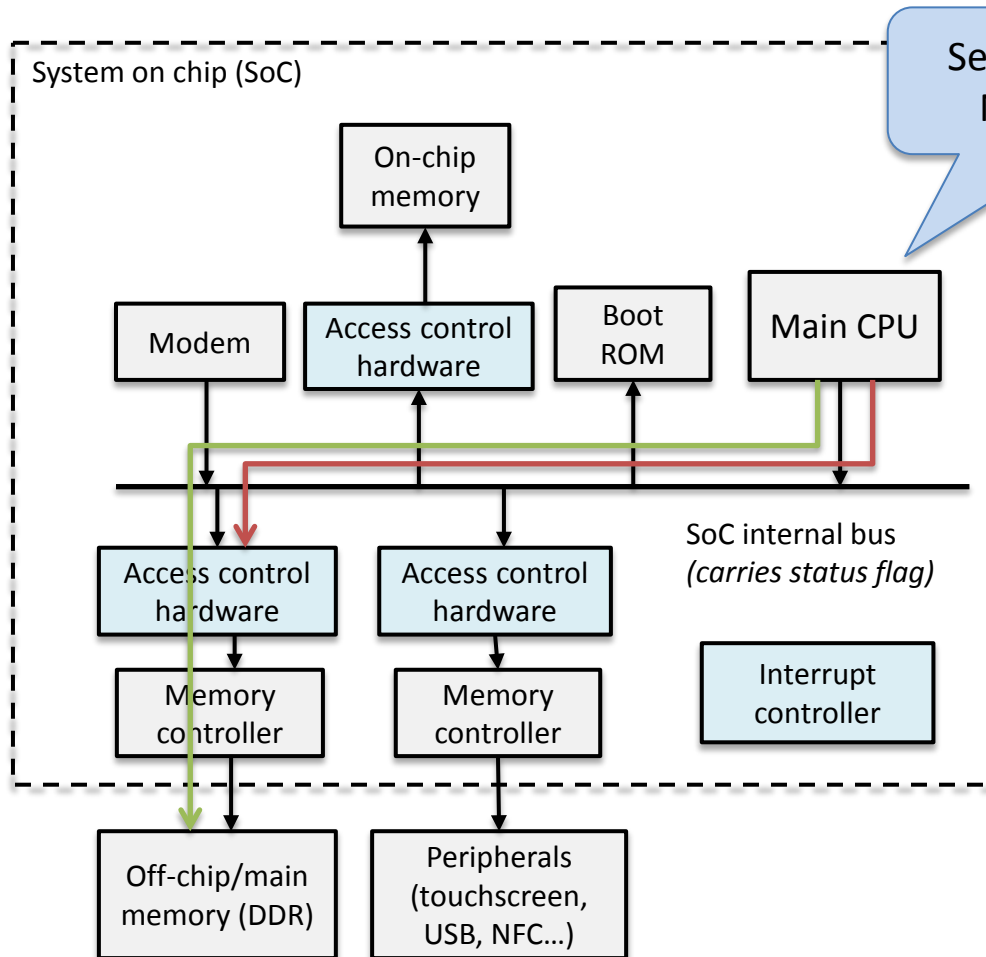 System on chip (SoC)
On-chip
memory
Modem
Access control
hardware
Boot
ROM
Main CPU
SoC internal bus
(carries status flag)
Access control
hardware
Access control
hardware
Memory
controller
Memory
controller
Interrupt
controller
Off-chip/main
memory (DDR)
Peripherals
(touchscreen,
USB, NFC…)